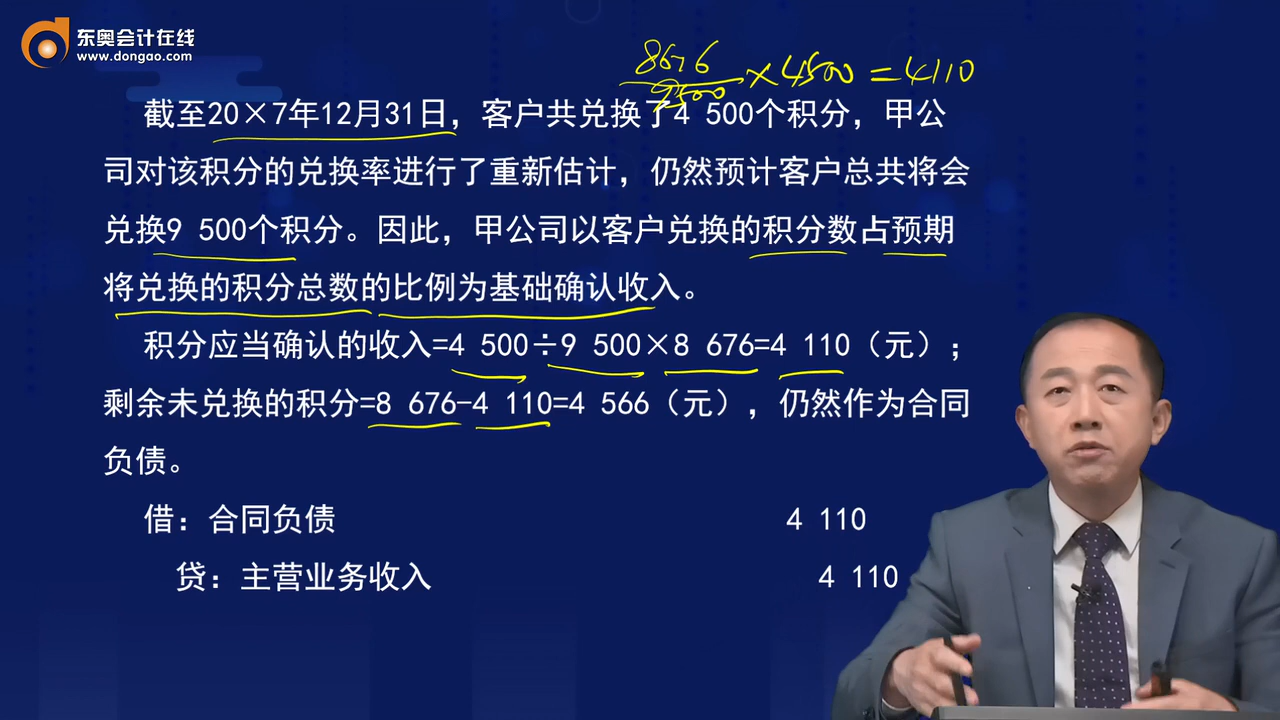 东奥会计在线
www.dongao.com
8676
9500 ×4500=4110
截至20×7年12月31日，客户共兑换了4 500个积分，甲公
司对该积分的兑换率进行了重新估计，仍然预计客户总共将会
兑换9 500个积分。因此，甲公司以客户兑换的积分数占预期
将兑换的积分总数的比例为基础确认收入。
积分应当确认的收入=4 500÷9 500×8 676=4 110（元）；
剩余未兑换的积分=8 676-4 110=4 566（元），仍然作为合同
负债。
借：合同负债 4 110
贷：主营业务收入 4 110